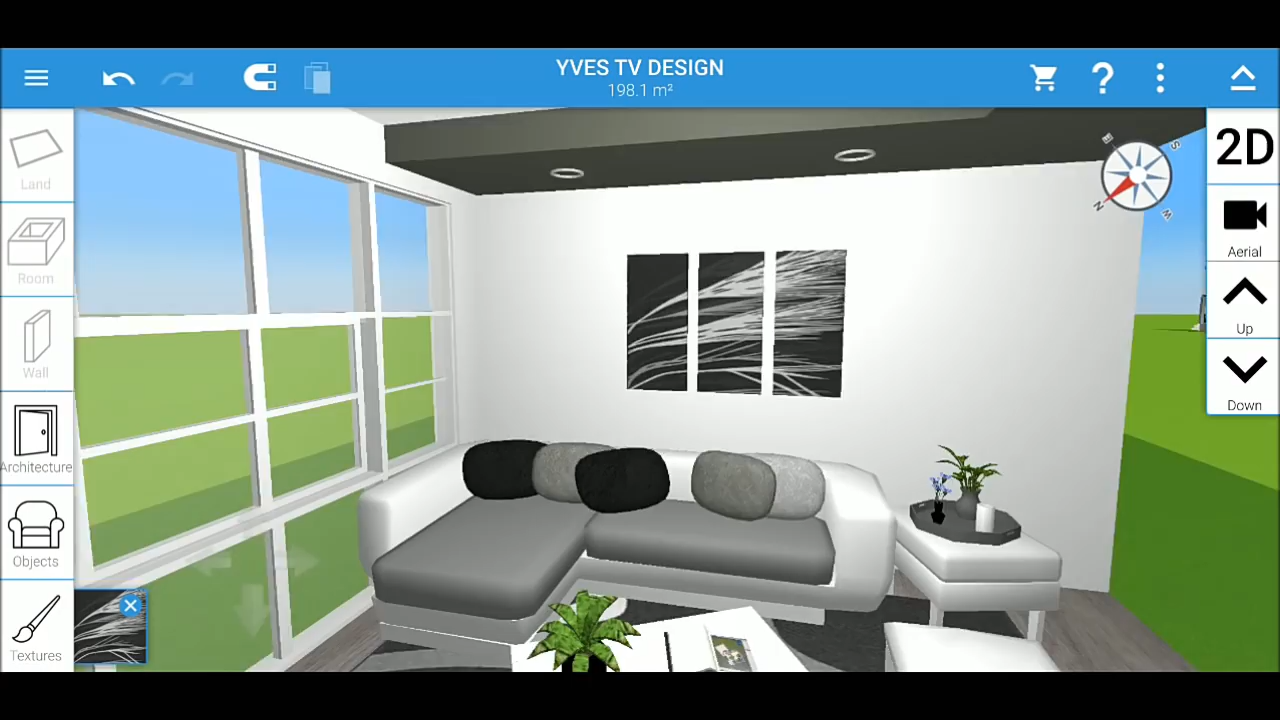 YVES TV DESIGN
198.1 m²
Land
Room
Wall
Architecture
Objects
Textures
2D
Aerial
Up
Down
N
S
W
E
?